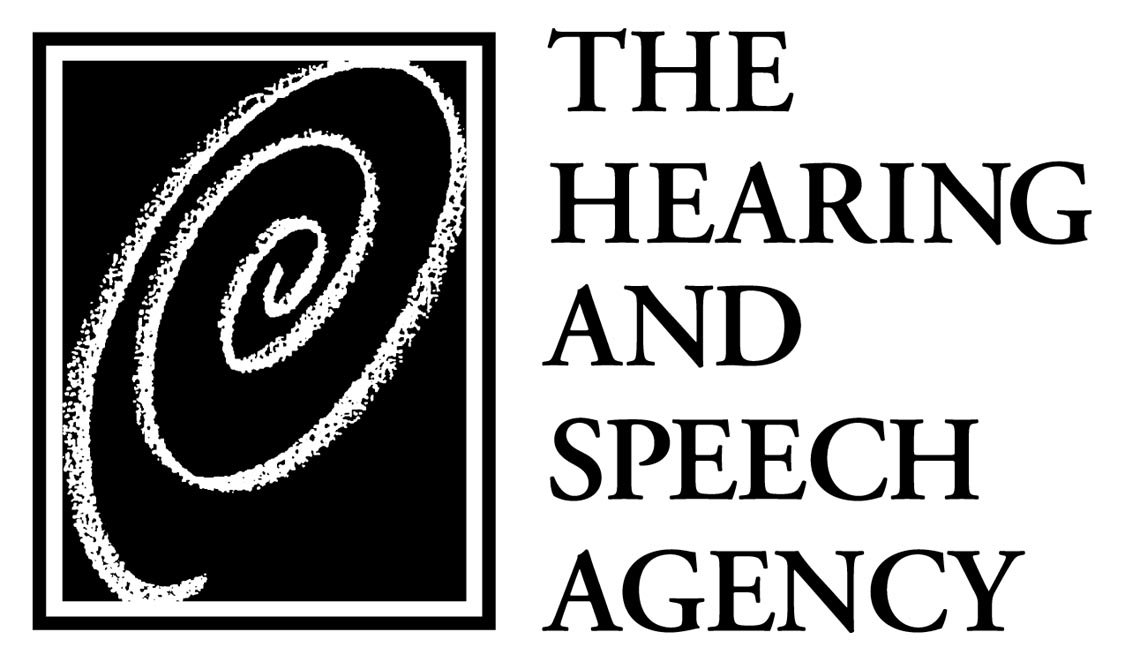 THE
HEARING
AND
SPEECH
AGENCY